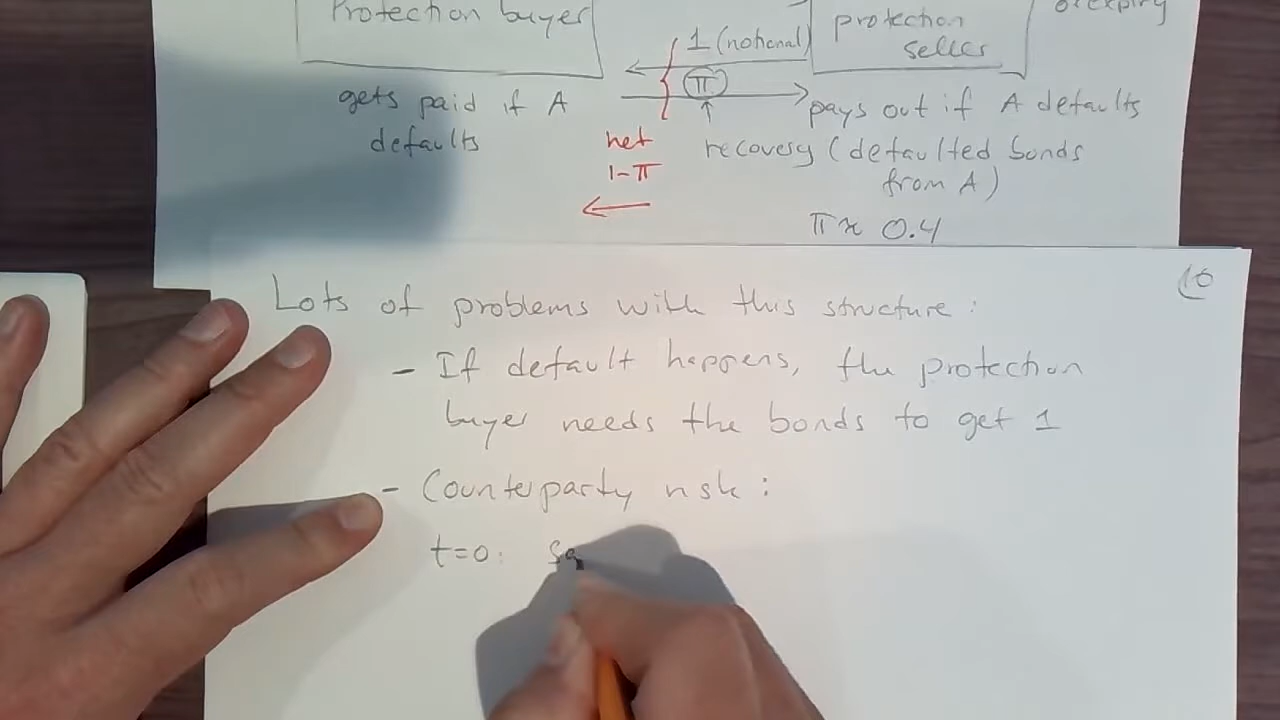 Protection buyer
protection
seller
or expiry
1 (notional)
π
gets paid if A
defaults
pays out if A defaults
net
1-π
recovery (defaulted bonds
from A)
π ≈ 0.4
10
Lots of problems with this structure :
- If default happens, the protection
buyer needs the bonds to get 1
- Counterparty risk :
t=0 : sa